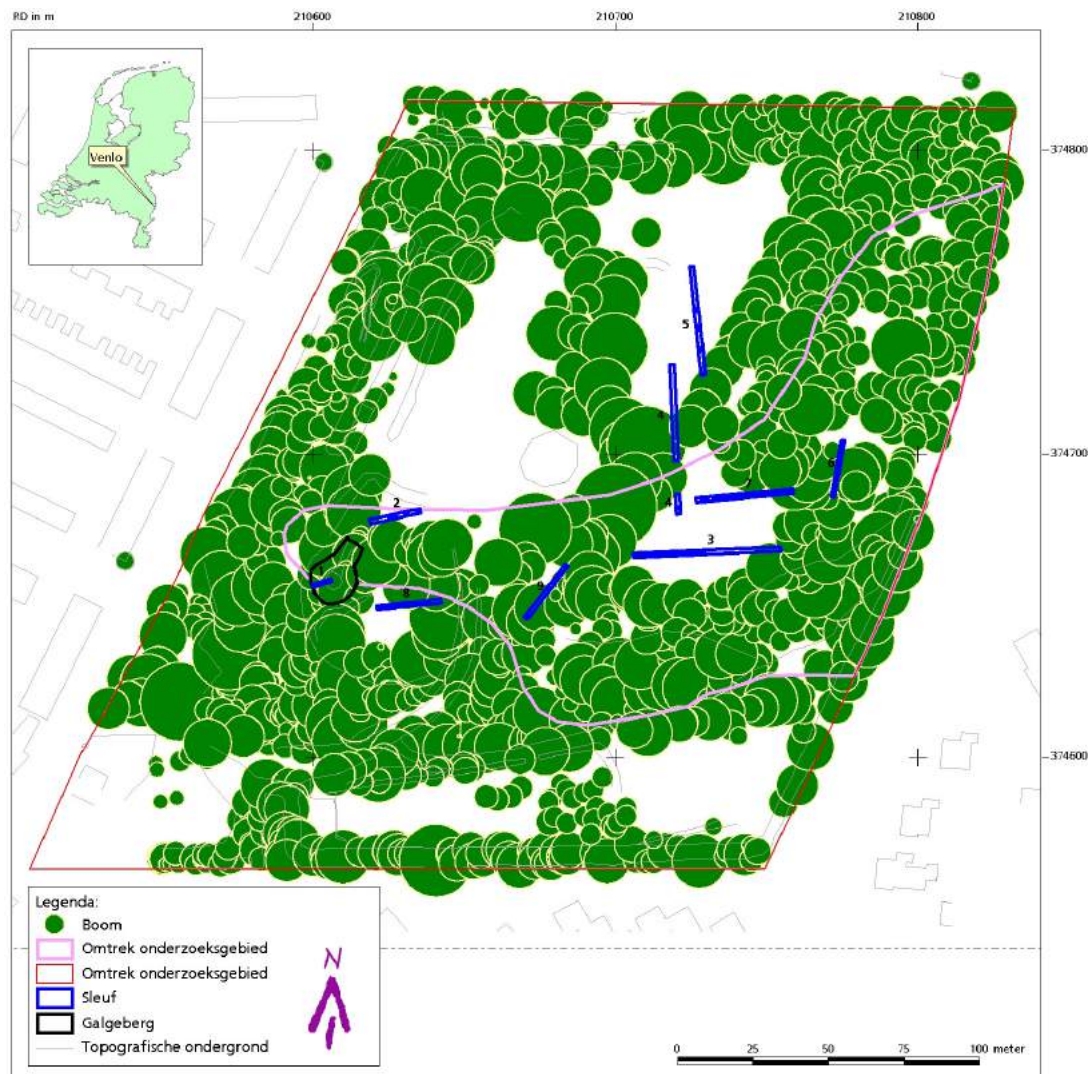 RD in m
210600
210700
210800
374800
374700
374600
Venlo
5
6
7
4
2
3
1
8
9
Legenda:
Boom
Omtrek onderzoeksgebied
Omtrek onderzoeksgebied
Sleuf
Galgeberg
Topografische ondergrond
N
0 25 50 75 100 meter